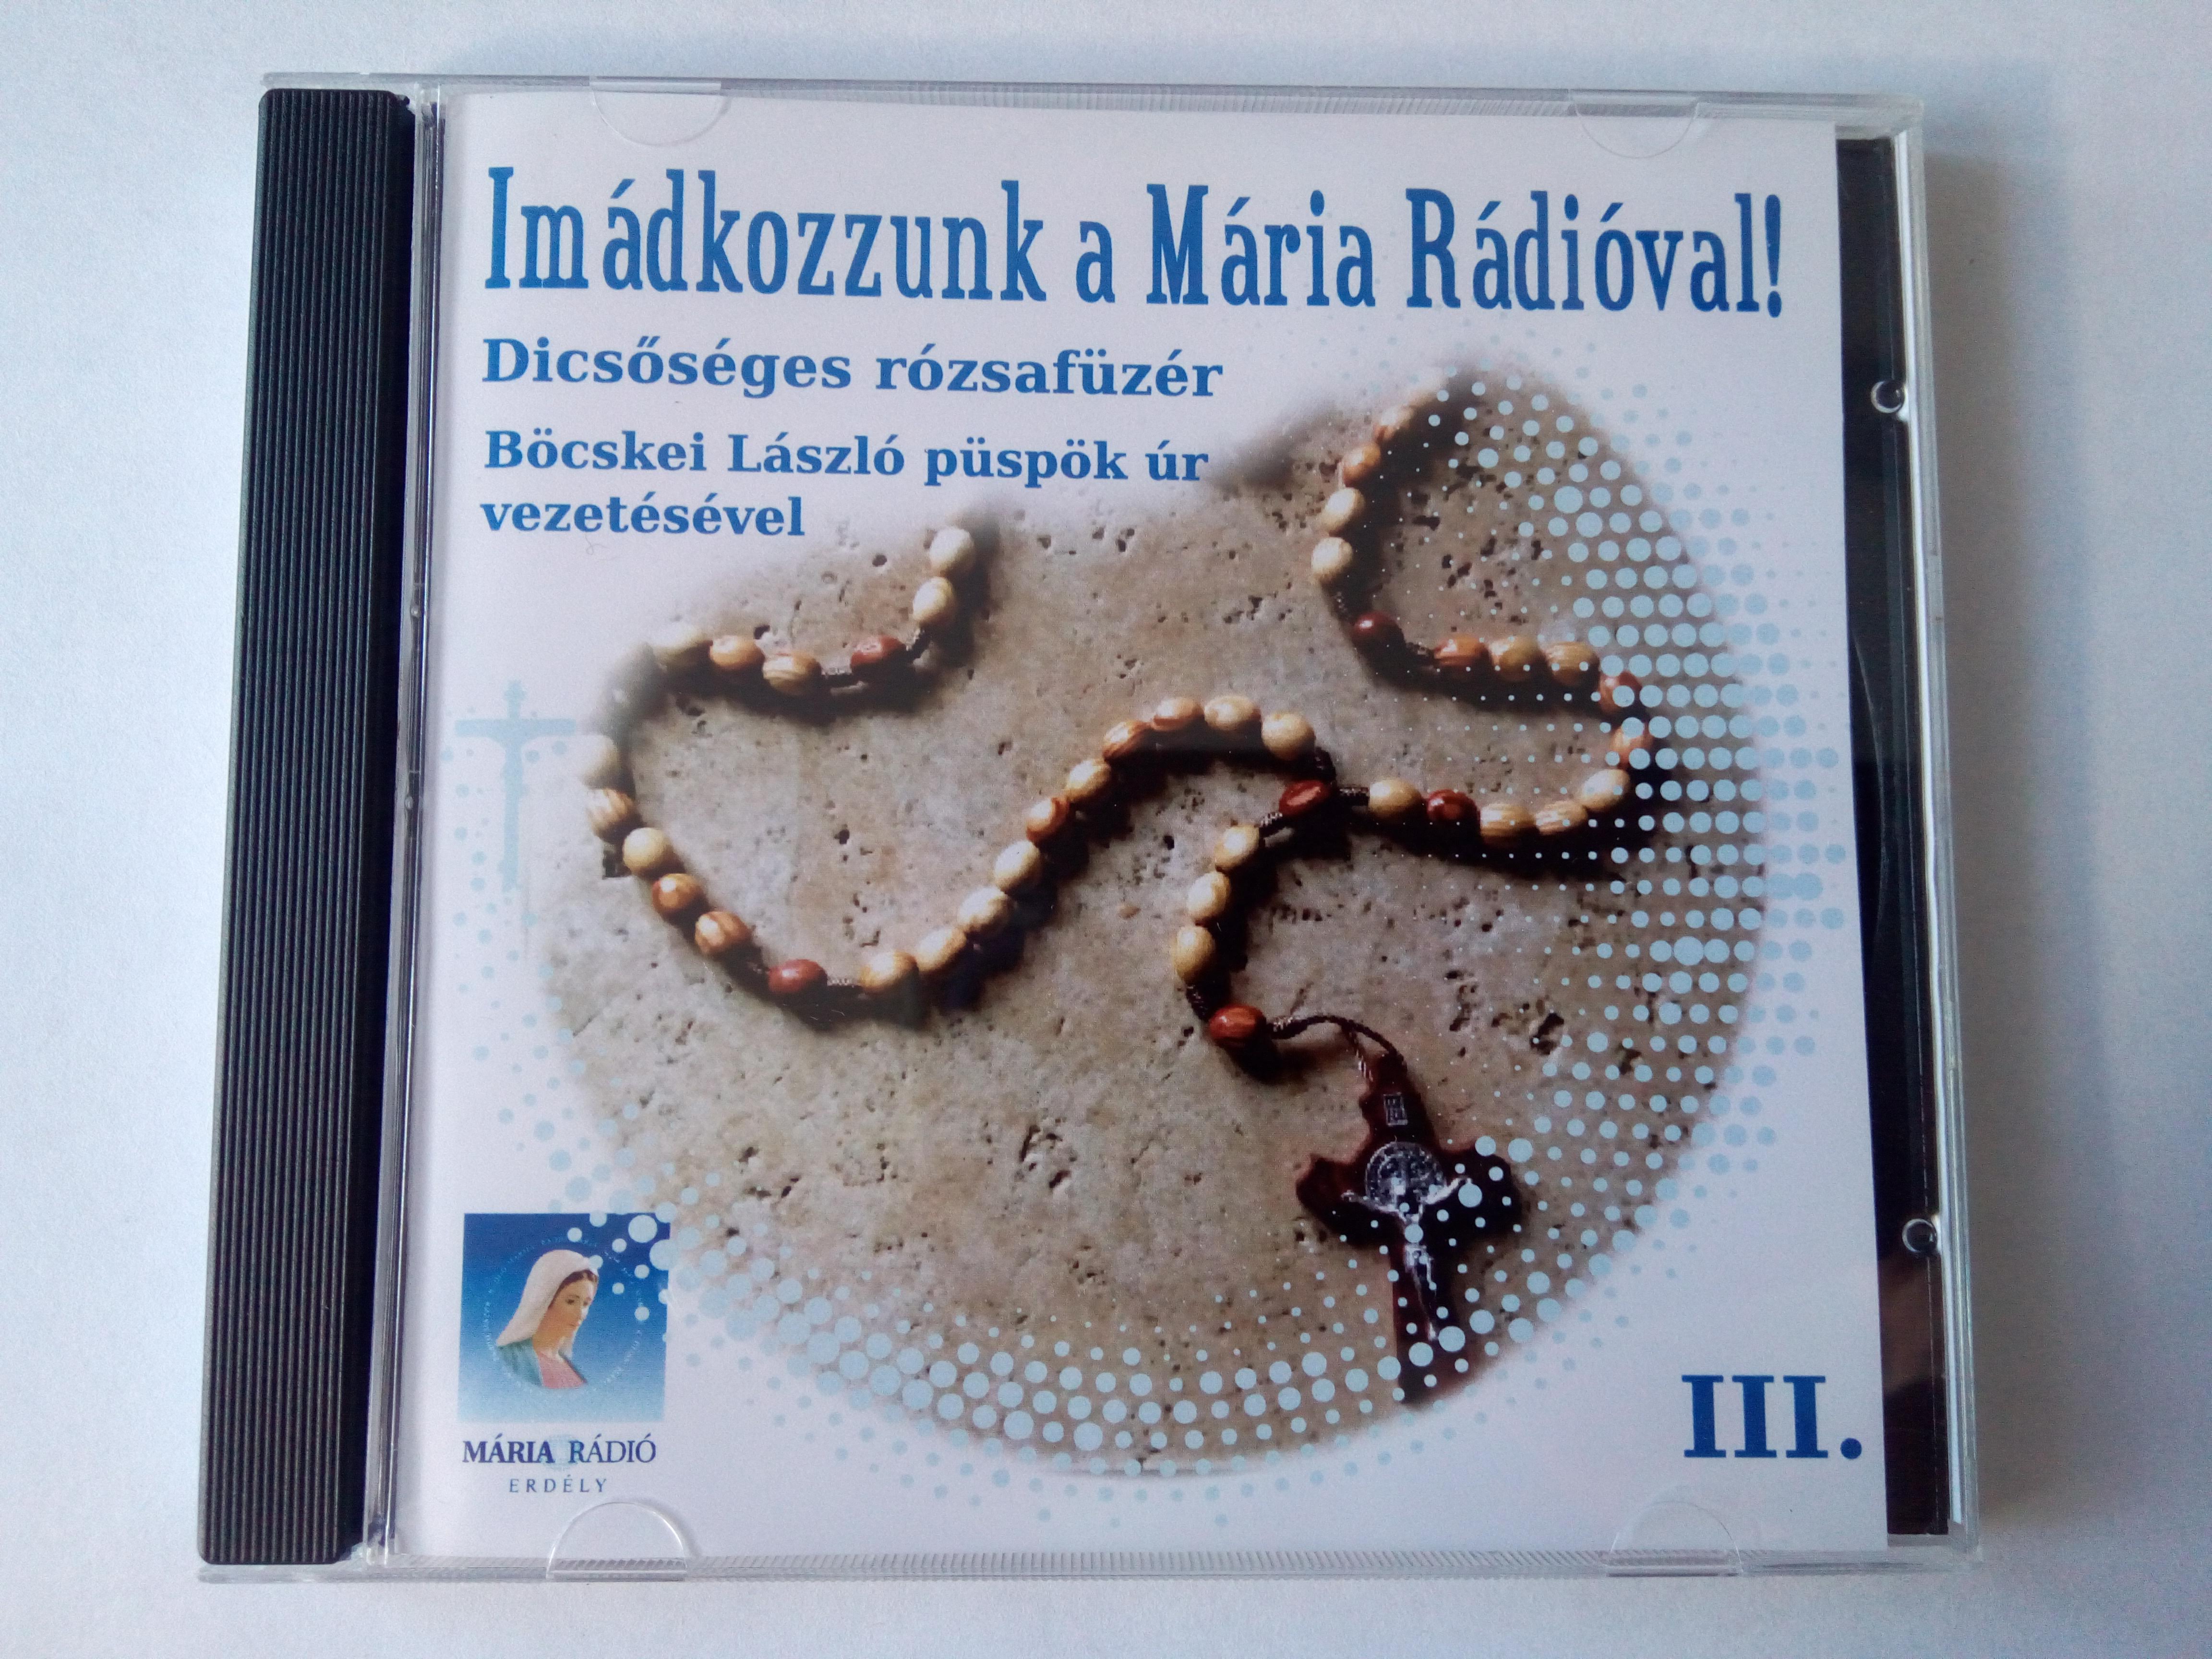 Imádkozzunk a Mária Rádióval!
Dicsőséges rózsafüzér
Böcskei László püspök úr
vezetésével
MÁRIA RÁDIÓ
ERDÉLY
III.